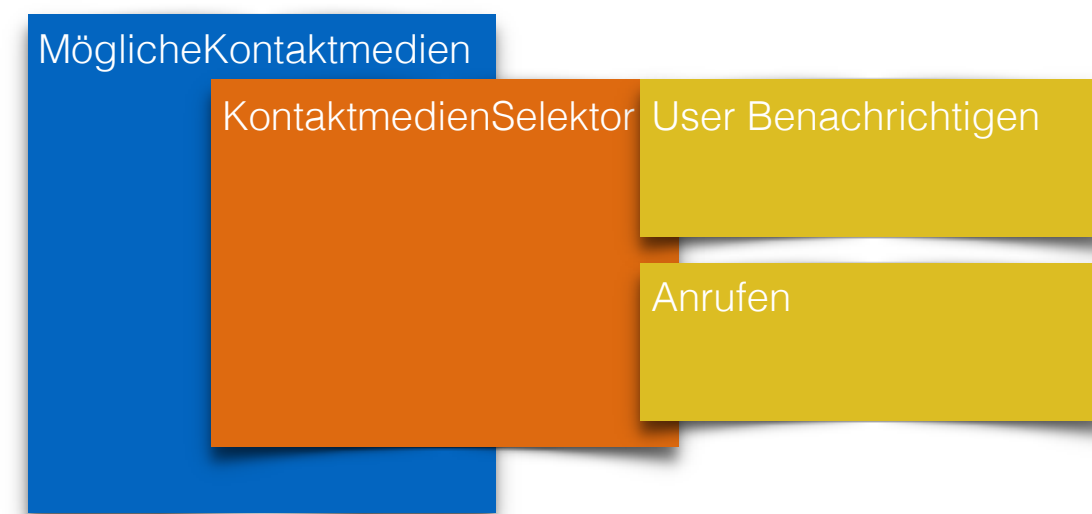 MöglicheKontaktmedien
KontaktmedienSelektor
User Benachrichtigen
Anrufen